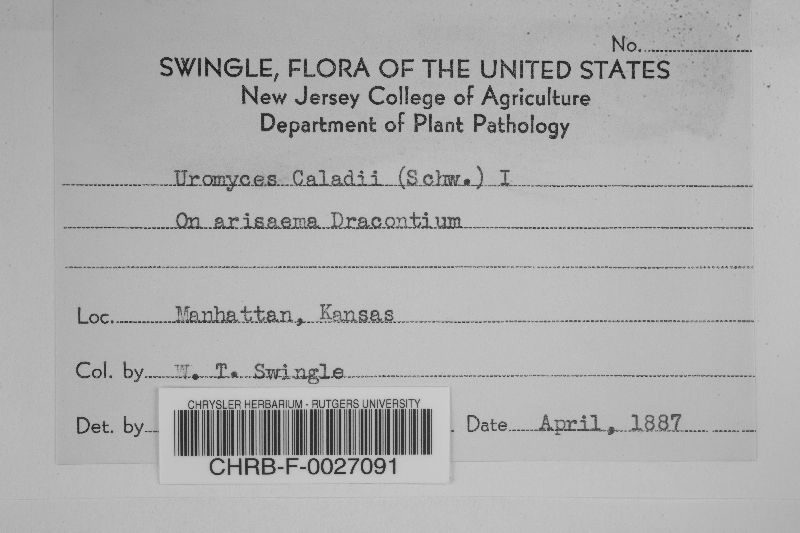 No.
SWINGLE, FLORA OF THE UNITED STATES
New Jersey College of Agriculture
Department of Plant Pathology
Uromyces Caladii (Schw.) I
On arisaema Dracontium
Loc. Manhattan, Kansas
Col. by W. T. Swingle
Det. by
Date April, 1887
CHRYSLER HERBARIUM - RUTGERS UNIVERSITY
CHRB-F-0027091